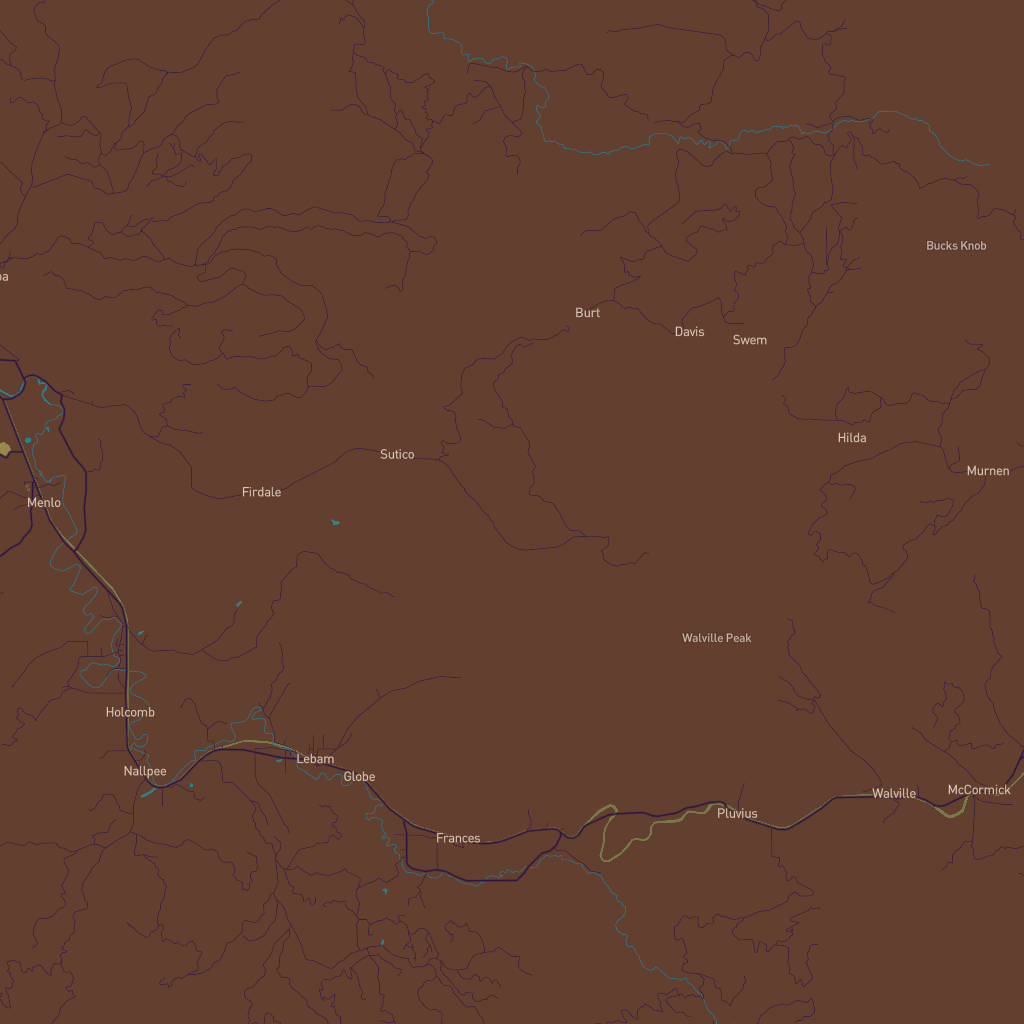 Bucks Knob
Burt
Davis
Swem
Hilda
Sutico
Murnen
Firdale
Menlo
Walville Peak
Holcomb
Lebam
Nallpee
Globe
McCormick
Walville
Pluvius
Frances